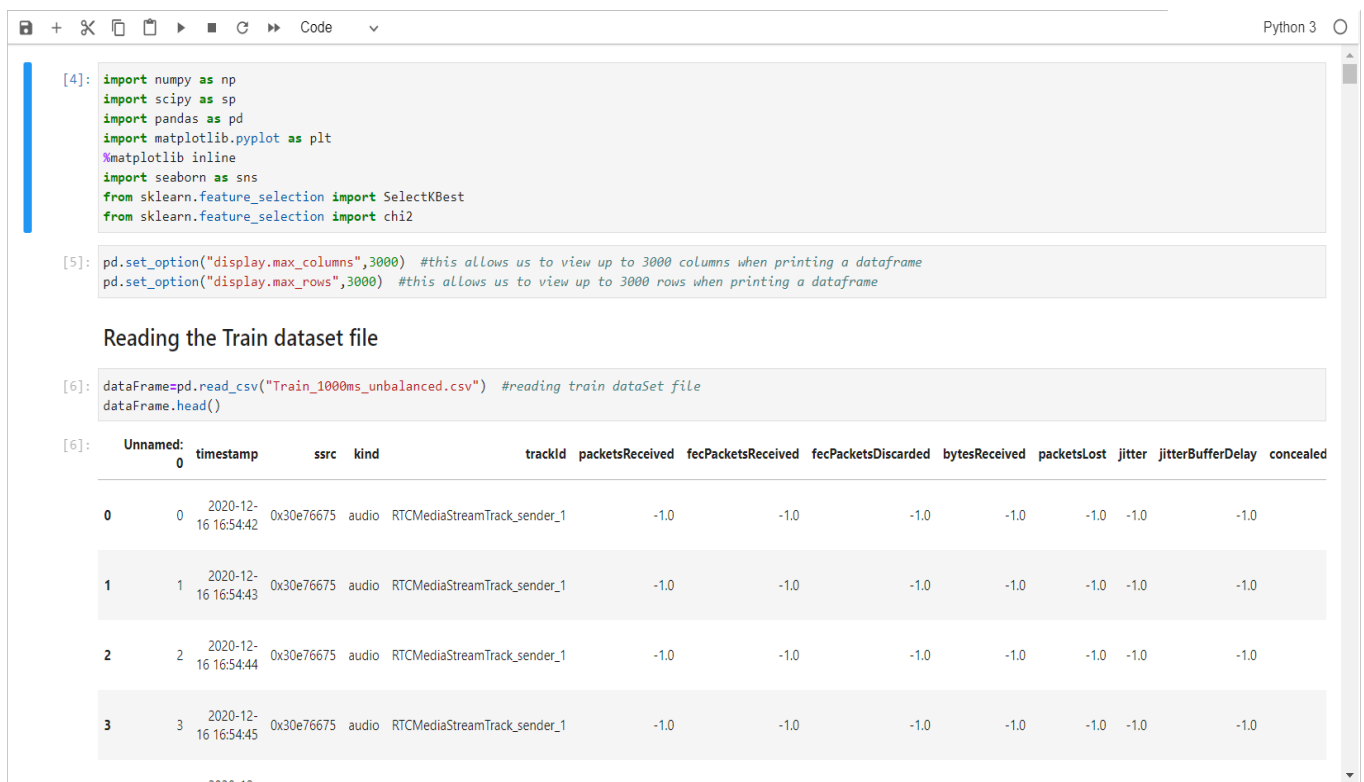 Code Python 3
[4]: import numpy as np
import scipy as sp
import pandas as pd
import matplotlib.pyplot as plt
%matplotlib inline
import seaborn as sns
from sklearn.feature_selection import SelectKBest
from sklearn.feature_selection import chi2
[5]: pd.set_option("display.max_columns",3000) #this allows us to view up to 3000 columns when printing a dataframe
pd.set_option("display.max_rows",3000) #this allows us to view up to 3000 rows when printing a dataframe
Reading the Train dataset file
[6]: dataFrame=pd.read_csv("Train_1000ms_unbalanced.csv") #reading train dataSet file
dataFrame.head()
[6]: Unnamed: 0 timestamp ssrc kind trackId packetsReceived fecPacketsReceived fecPacketsDiscarded bytesReceived packetsLost jitter jitterBufferDelay concealed
0 0 2020-12-16 16:54:42 0x30e76675 audio RTCMediaStreamTrack_sender_1 -1.0 -1.0 -1.0 -1.0 -1.0 -1.0 -1.0
1 1 2020-12-16 16:54:43 0x30e76675 audio RTCMediaStreamTrack_sender_1 -1.0 -1.0 -1.0 -1.0 -1.0 -1.0 -1.0
2 2 2020-12-16 16:54:44 0x30e76675 audio RTCMediaStreamTrack_sender_1 -1.0 -1.0 -1.0 -1.0 -1.0 -1.0 -1.0
3 3 2020-12-16 16:54:45 0x30e76675 audio RTCMediaStreamTrack_sender_1 -1.0 -1.0 -1.0 -1.0 -1.0 -1.0 -1.0